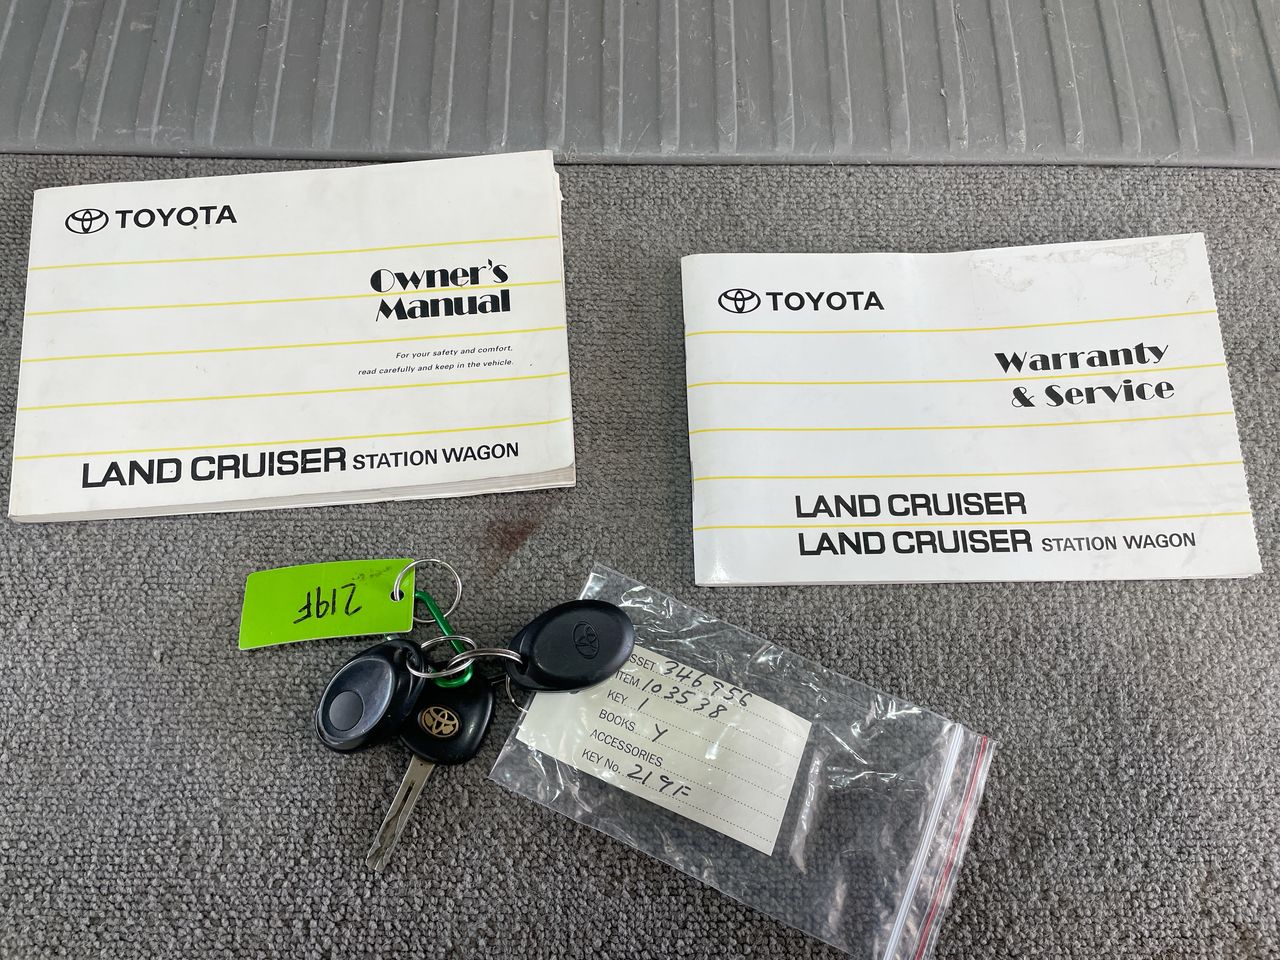 TOYOTA
Owner's
Manual
For your safety and comfort,
read carefully and keep in the vehicle.
LAND CRUISER STATION WAGON
TOYOTA
Warranty
& Service
LAND CRUISER
LAND CRUISER STATION WAGON
219F
SSET 346956
ITEM 103538
KEY 1
BOOKS Y
ACCESSORIES
KEY No. 219F